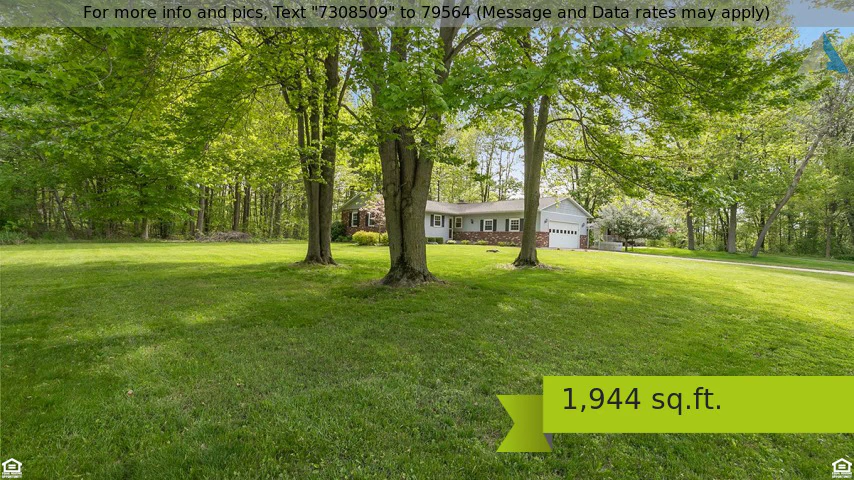 For more info and pics, Text "7308509" to 79564 (Message and Data rates may apply)
1,944 sq.ft.